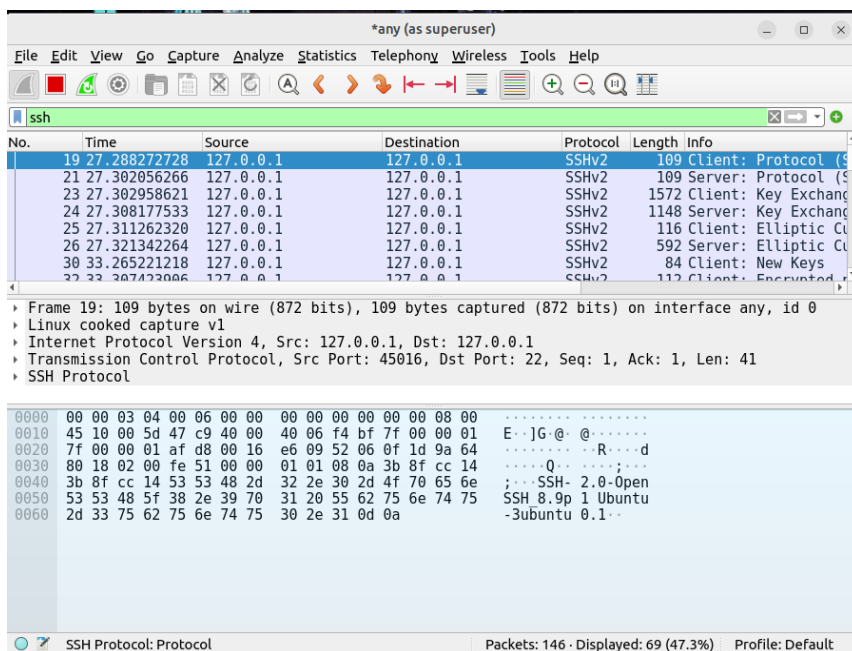 *any (as superuser)
File Edit View Go Capture Analyze Statistics Telephony Wireless Tools Help
ssh
No. Time Source Destination Protocol Length Info
19 27.288272728 127.0.0.1 127.0.0.1 SSHv2 109 Client: Protocol (S
21 27.302056266 127.0.0.1 127.0.0.1 SSHv2 109 Server: Protocol (S
23 27.302958621 127.0.0.1 127.0.0.1 SSHv2 1572 Client: Key Exchang
24 27.308177533 127.0.0.1 127.0.0.1 SSHv2 1148 Server: Key Exchang
25 27.311262320 127.0.0.1 127.0.0.1 SSHv2 116 Client: Elliptic Cu
26 27.321342264 127.0.0.1 127.0.0.1 SSHv2 592 Server: Elliptic Cu
30 33.265221218 127.0.0.1 127.0.0.1 SSHv2 84 Client: New Keys
32 33.307423906 127.0.0.1 127.0.0.1 SSHv2 112 Client: Encrypted
Frame 19: 109 bytes on wire (872 bits), 109 bytes captured (872 bits) on interface any, id 0
Linux cooked capture v1
Internet Protocol Version 4, Src: 127.0.0.1, Dst: 127.0.0.1
Transmission Control Protocol, Src Port: 45016, Dst Port: 22, Seq: 1, Ack: 1, Len: 41
SSH Protocol
0000 00 00 03 04 00 06 00 00 00 00 00 00 00 00 08 00 ········ ········
0010 45 10 00 5d 47 c9 40 00 40 06 f4 bf 7f 00 00 01 E··]G·@· @·······
0020 7f 00 00 01 af d8 00 16 e6 09 52 06 0f 1d 9a 64 ········ ··R····d
0030 80 18 02 00 fe 51 00 00 01 01 08 0a 3b 8f cc 14 ·····Q·· ····;···
0040 3b 8f cc 14 53 53 48 2d 32 2e 30 2d 4f 70 65 6e ;···SSH- 2.0-Open
0050 53 53 48 5f 38 2e 39 70 31 20 55 62 75 6e 74 75 SSH_8.9p 1 Ubuntu
0060 2d 33 75 62 75 6e 74 75 30 2e 31 0d 0a -3ubuntu 0.1··
SSH Protocol: Protocol Packets: 146 · Displayed: 69 (47.3%) Profile: Default